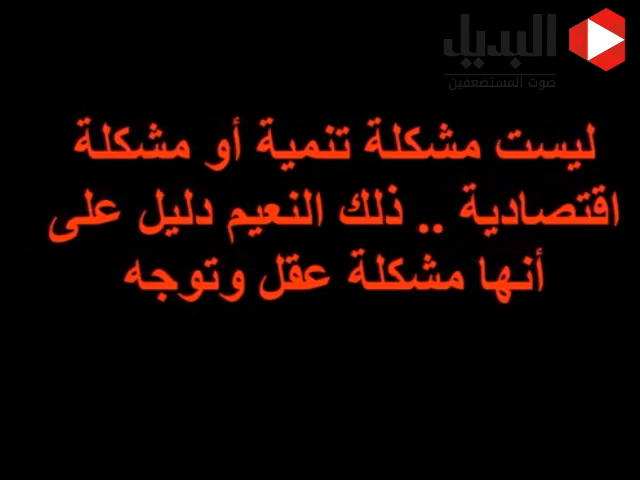 البديل
صوت المستضعفين
ليست مشكلة تنمية أو مشكلة
اقتصادية .. ذلك النعيم دليل على
أنها مشكلة عقل وتوجه